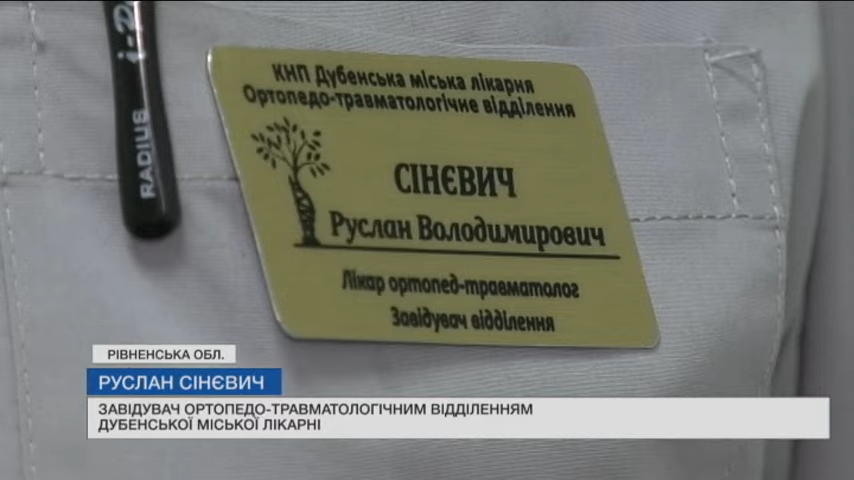 i-D
RADIUS
КНП Дубенська міська лікарня
Ортопедо-травматологічне відділення
СІНЄВИЧ
Руслан Володимирович
Лікар ортопед-травматолог
Завідувач відділення
РІВНЕНСЬКА ОБЛ.
РУСЛАН СІНЄВИЧ
ЗАВІДУВАЧ ОРТОПЕДО-ТРАВМАТОЛОГІЧНИМ ВІДДІЛЕННЯМ
ДУБЕНСЬКОЇ МІСЬКОЇ ЛІКАРНІ